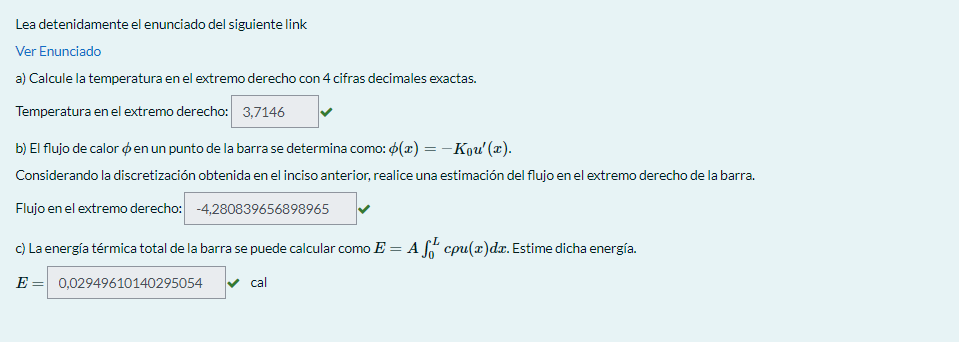 Lea detenidamente el enunciado del siguiente link
Ver Enunciado
a) Calcule la temperatura en el extremo derecho con 4 cifras decimales exactas.
Temperatura en el extremo derecho: 3,7146
b) El flujo de calor ϕ en un punto de la barra se determina como: ϕ(x) = −K₀u′(x).
Considerando la discretización obtenida en el inciso anterior, realice una estimación del flujo en el extremo derecho de la barra.
Flujo en el extremo derecho: -4,280839656898965
c) La energía térmica total de la barra se puede calcular como E = A ∫₀ᴸ cρu(x)dx. Estime dicha energía.
E = 0,02949610140295054 cal